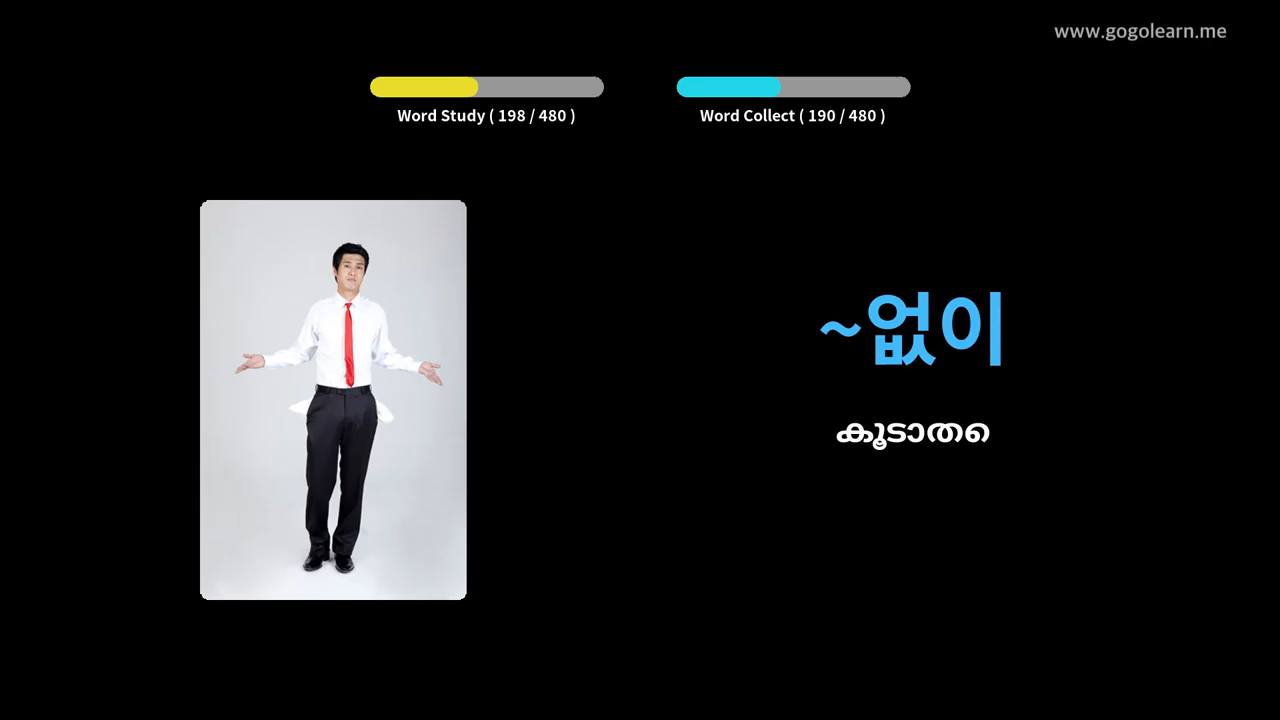 www.gogolearn.me
Word Study ( 198 / 480 )
Word Collect ( 190 / 480 )
~없이
കൂടാതെ